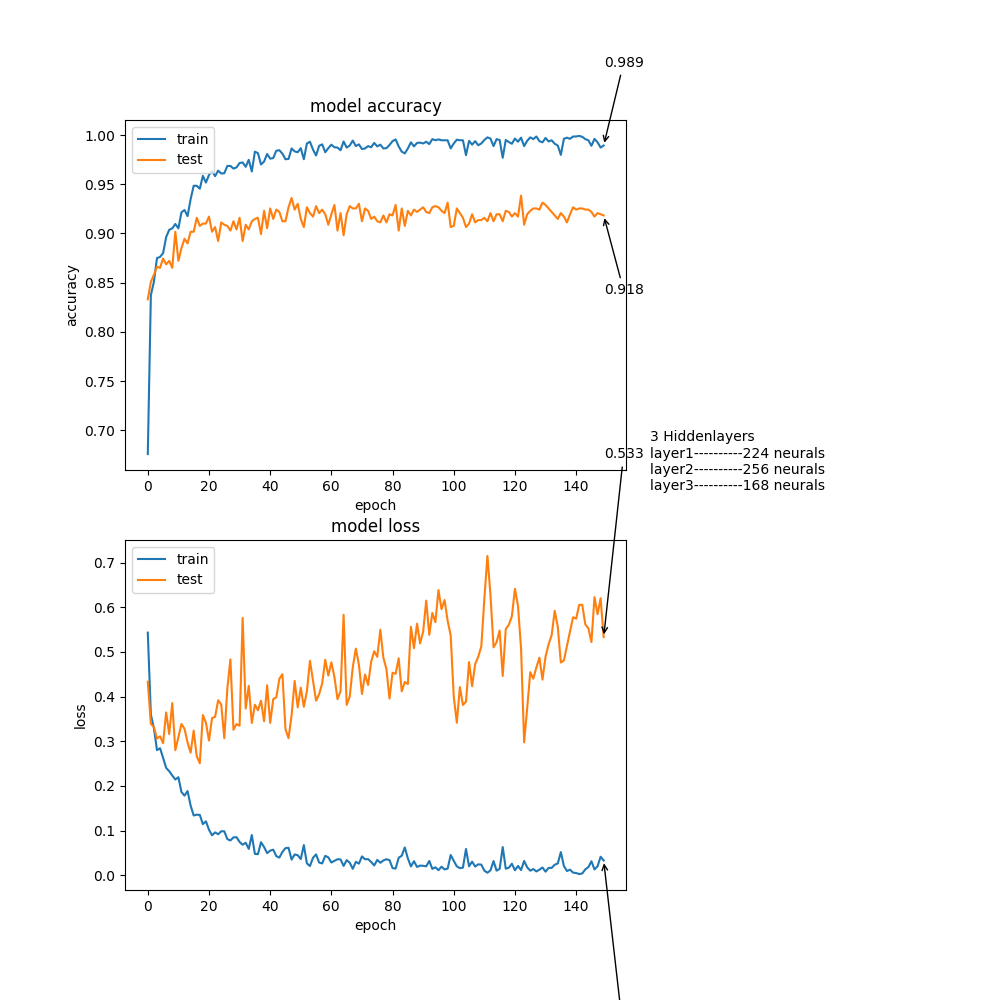 0.989
model accuracy
train
test
1.00
0.95
0.90
0.85
0.80
0.75
0.70
accuracy
0.918
0 20 40 60 80 100 120 140
epoch
3 Hiddenlayers
0.533
layer1----------224 neurals
layer2----------256 neurals
layer3----------168 neurals
model loss
train
test
0.7
0.6
0.5
0.4
0.3
0.2
0.1
0.0
loss
0 20 40 60 80 100 120 140
epoch